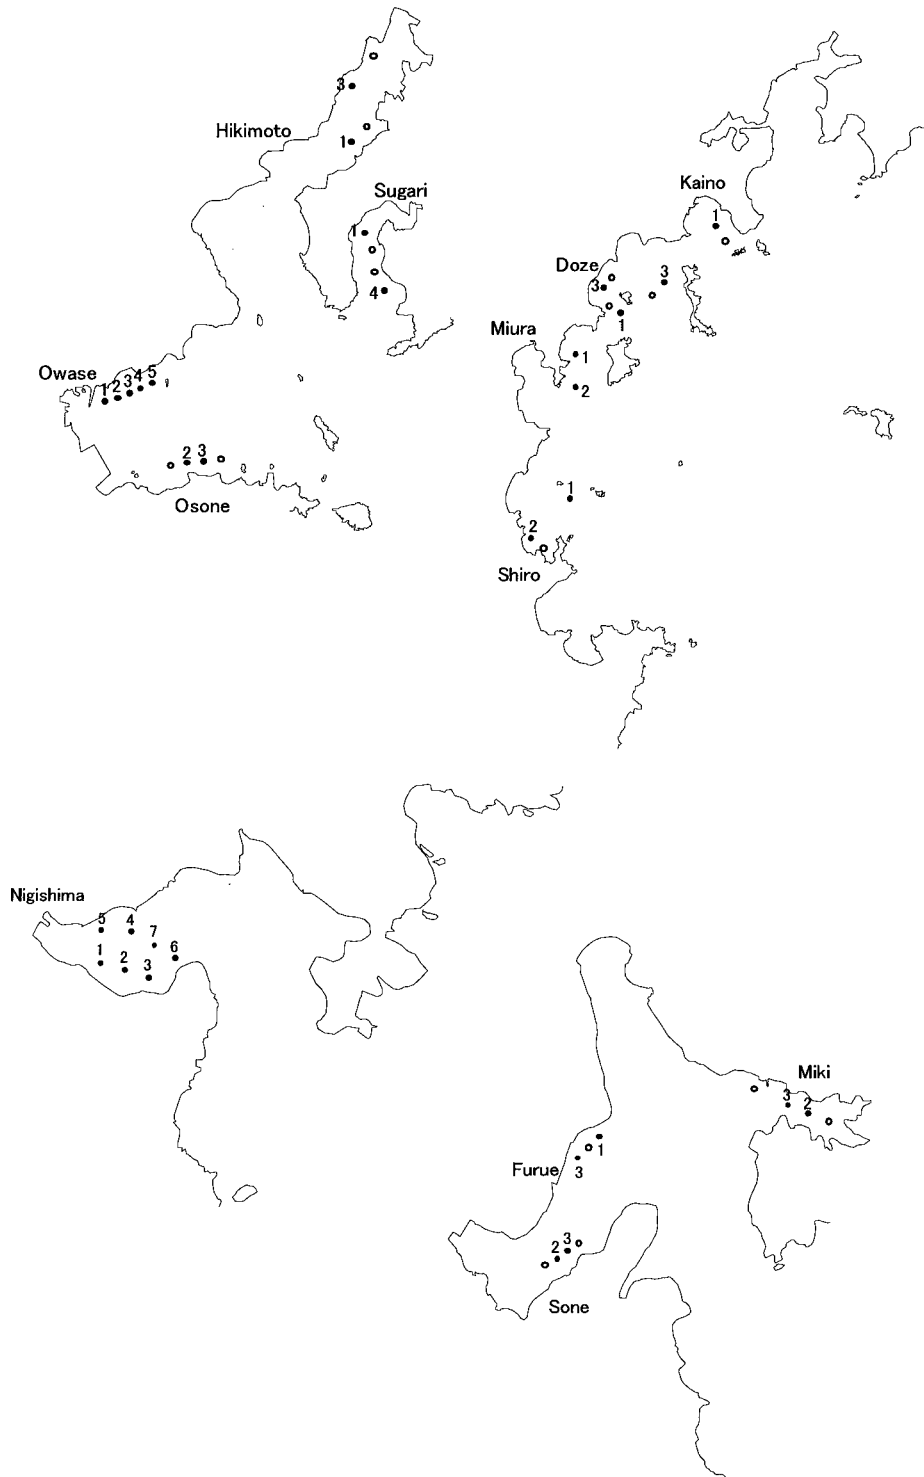 3
Hikimoto
1
Sugari
1
4
Owase
1 2 3 4 5
2 3
Osone
Kaino
1
Doze
3
3
1
Miura
1
2
1
2
Shiro
Nigishima
5 4
7
6
1 2 3
Miki
3 2
Furue
1
3
2 3
Sone